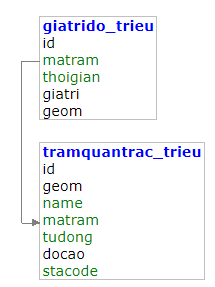 giatrido_trieu
id
matram
thoigian
giatri
geom
tramquantrac_trieu
id
geom
name
matram
tudong
docao
stacode